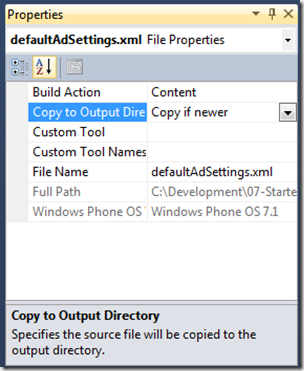 Properties
defaultAdSettings.xml File Properties
Build Action Content
Copy to Output Dire Copy if newer
Custom Tool
Custom Tool Names
File Name defaultAdSettings.xml
Full Path C:\Development\07-Starte
Windows Phone OS Windows Phone OS 7.1
Copy to Output Directory
Specifies the source file will be copied to the
output directory.